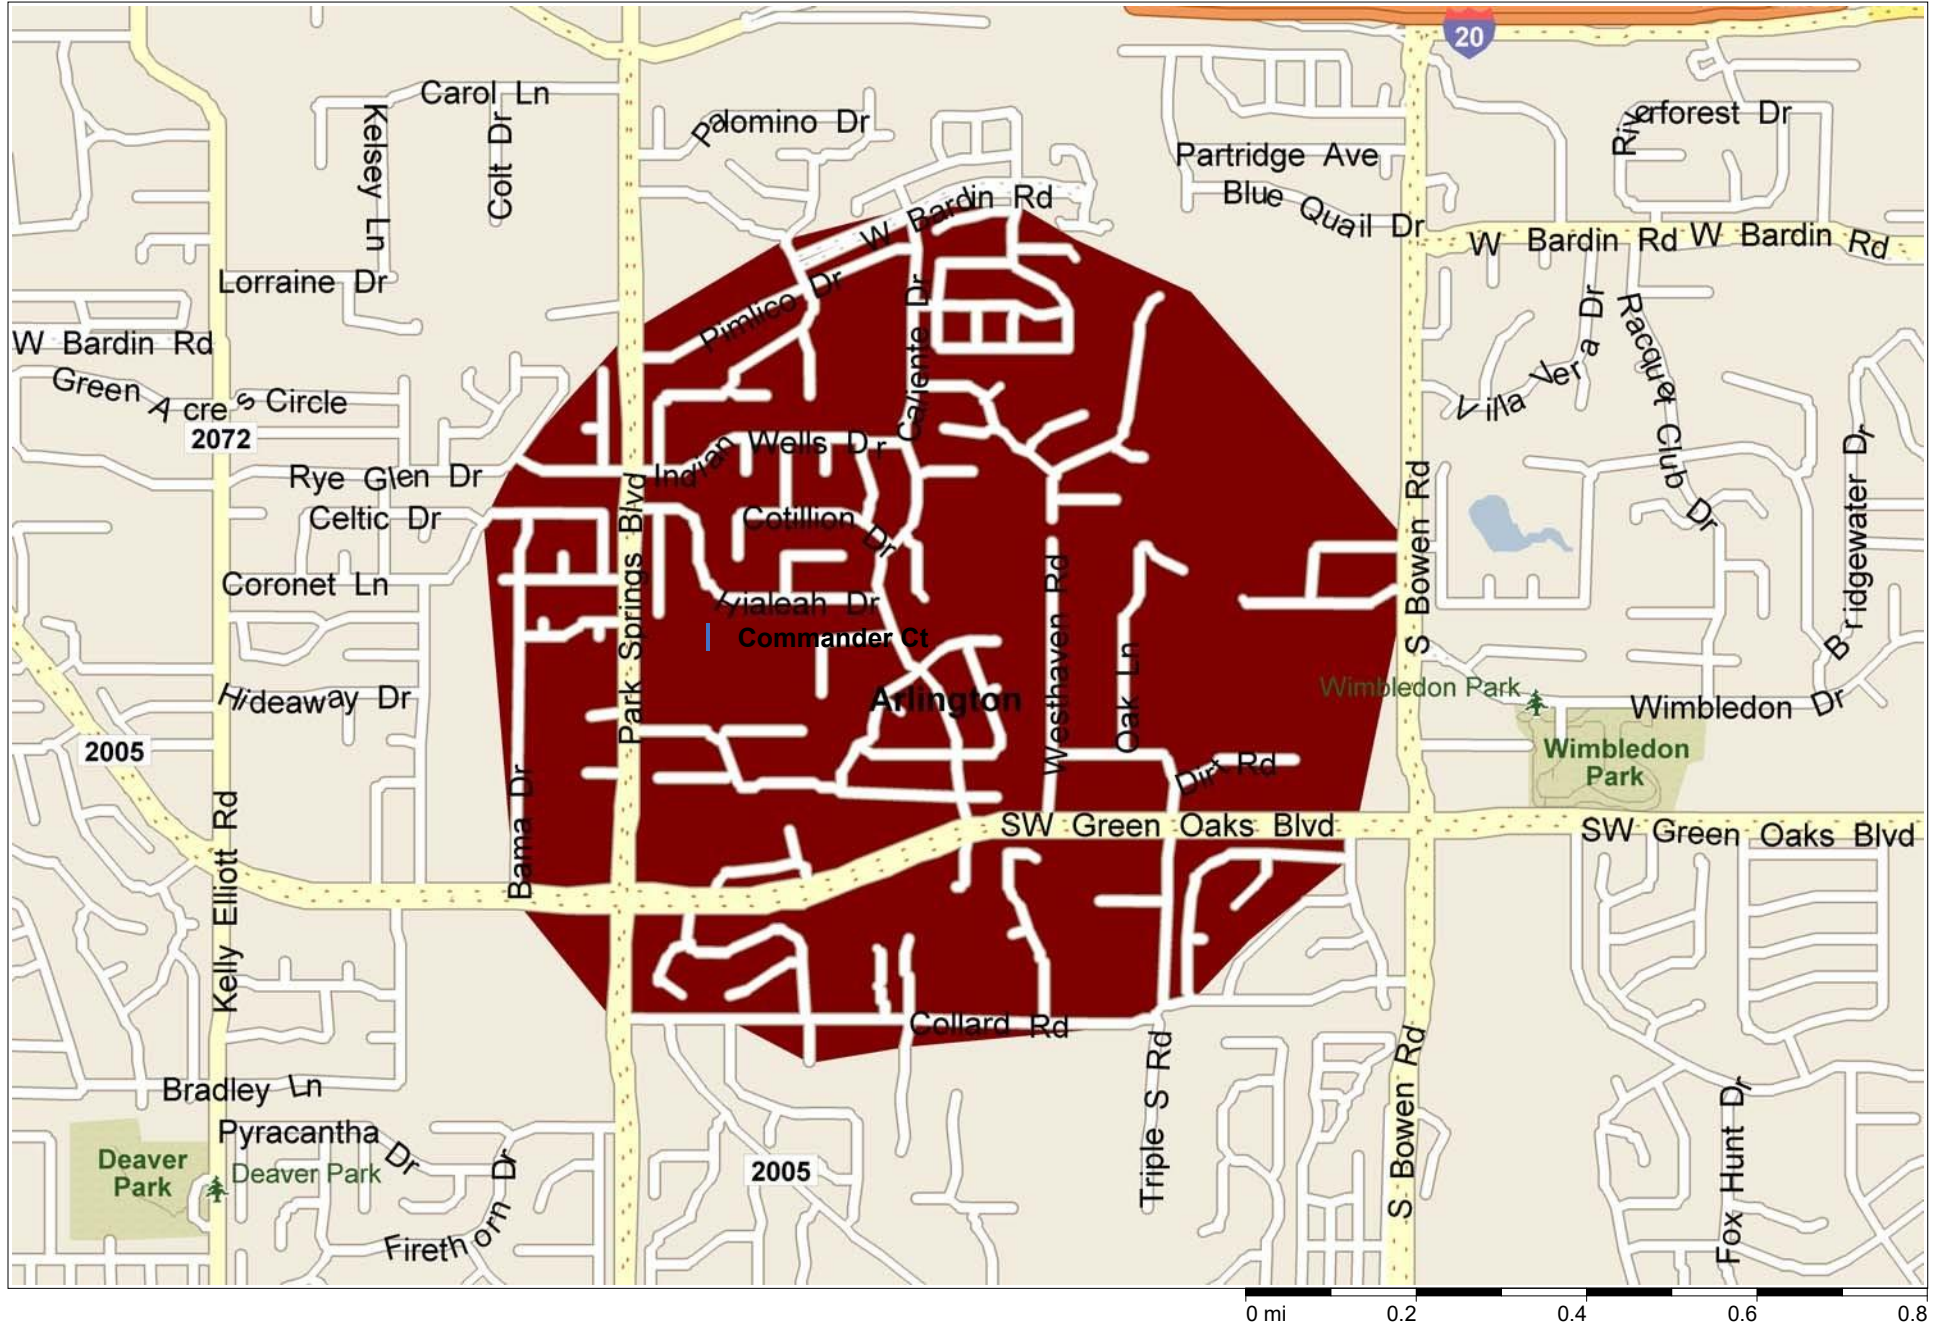 20
Carol Ln
Kelsey Ln
Colt Dr
Palomino Dr
Riverforest Dr
Partridge Ave
Blue Quail Dr
W Bardin Rd
W Bardin Rd
W Bardin Rd
Lorraine Dr
Pimlico Dr
Caliente Dr
W Bardin Rd
Green Acres Circle
2072
Villa Vera Dr
Racquet Club Dr
Rye Glen Dr
Indian Wells Dr
Celtic Dr
Cotillion Dr
Park Springs Blvd
S Bowen Rd
Bridgewater Dr
Coronet Ln
Hialeah Dr
Commander Ct
Westhaven Rd
Oak Ln
Hideaway Dr
Arlington
Wimbledon Park
Wimbledon Dr
2005
Wimbledon
Park
Dirt Rd
Bama Dr
Kelly Elliott Rd
SW Green Oaks Blvd
SW Green Oaks Blvd
Collard Rd
Bradley Ln
Triple S Rd
S Bowen Rd
Fox Hunt Dr
Pyracantha Dr
Deaver
Park
Deaver Park
2005
Firethorn Dr
0 mi 0.2 0.4 0.6 0.8